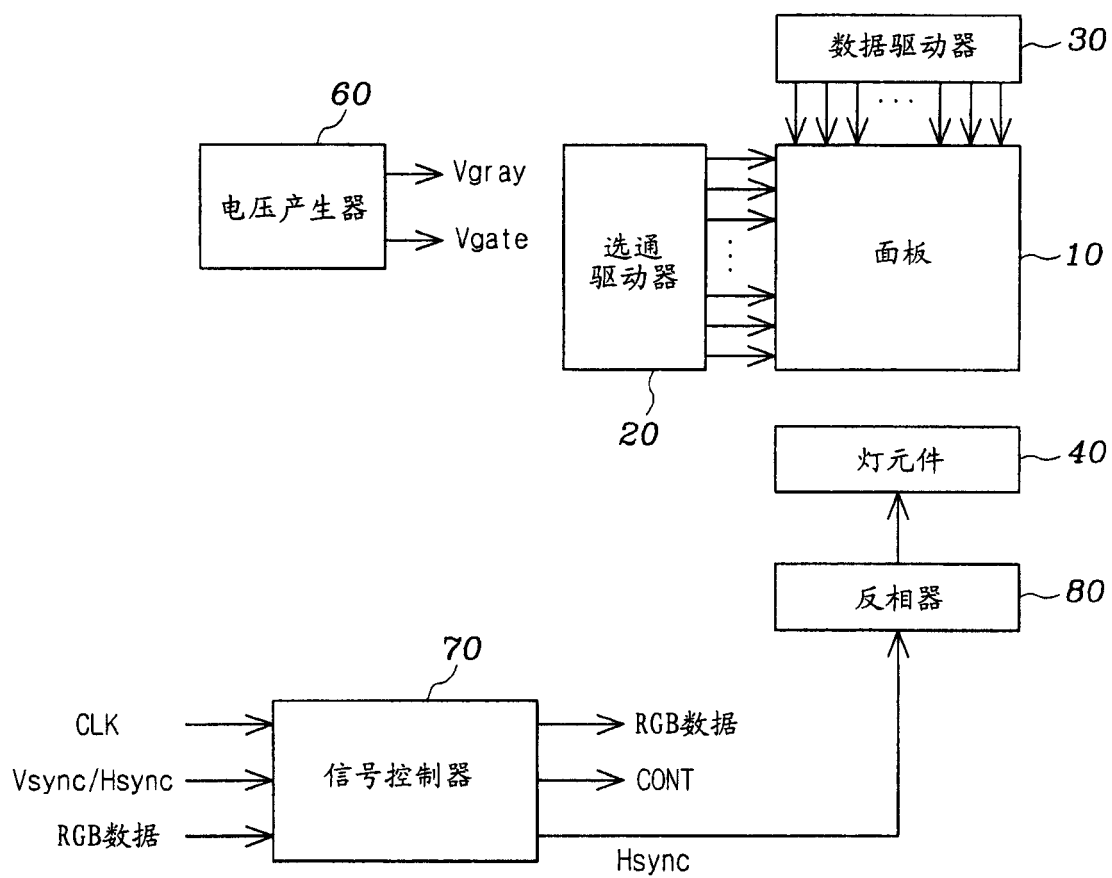 数据驱动器
30
60
电压产生器
Vgray
Vgate
选通
驱动器
20
面板
10
灯元件
40
反相器
80
70
CLK
Vsync/Hsync
RGB数据
信号控制器
RGB数据
CONT
Hsync